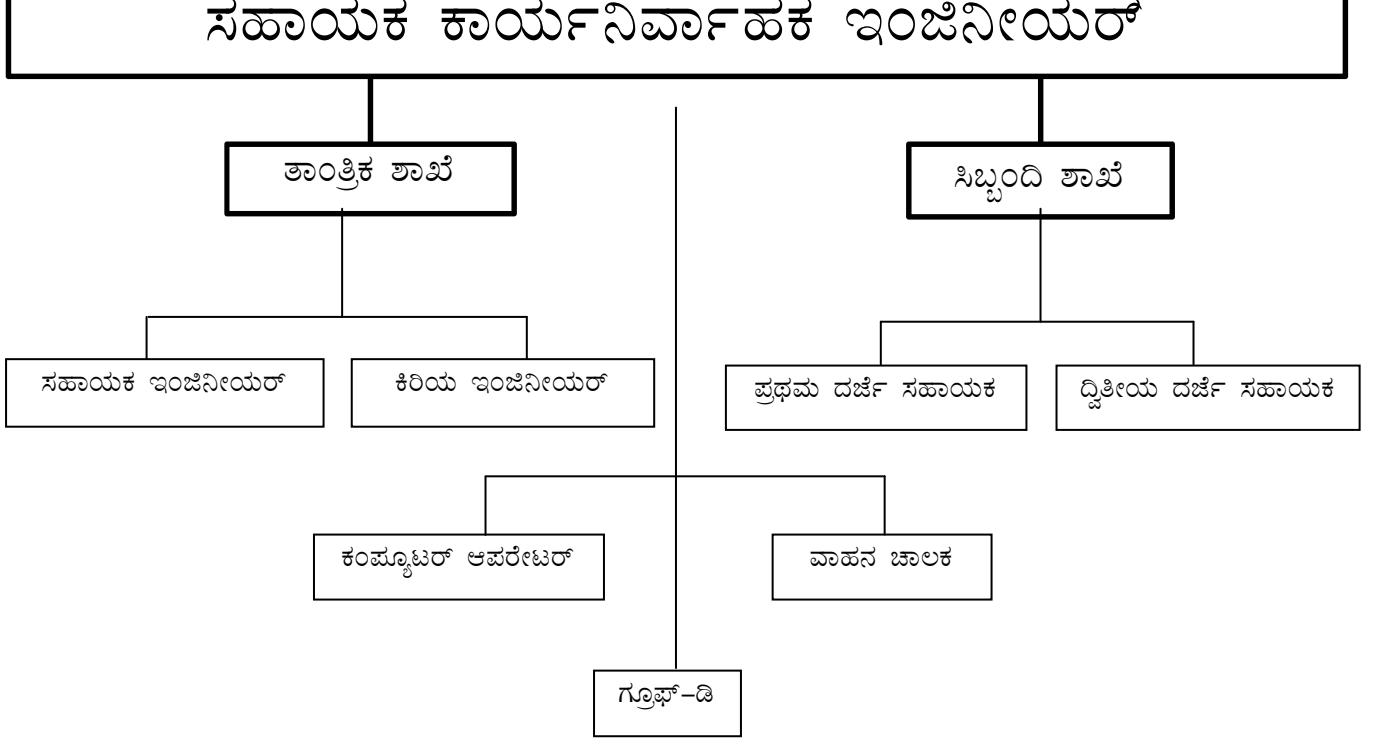 ಸಹಾಯಕ ಕಾರ್ಯನಿರ್ವಾಹಕ ಇಂಜಿನೀಯರ್
ತಾಂತ್ರಿಕ ಶಾಖೆ
ಸಿಬ್ಬಂದಿ ಶಾಖೆ
ಸಹಾಯಕ ಇಂಜಿನೀಯರ್
ಕಿರಿಯ ಇಂಜಿನೀಯರ್
ಪ್ರಥಮ ದರ್ಜೆ ಸಹಾಯಕ
ದ್ವಿತೀಯ ದರ್ಜೆ ಸಹಾಯಕ
ಕಂಪ್ಯೂಟರ್ ಆಪರೇಟರ್
ವಾಹನ ಚಾಲಕ
ಗ್ರೂಫ್-ಡಿ